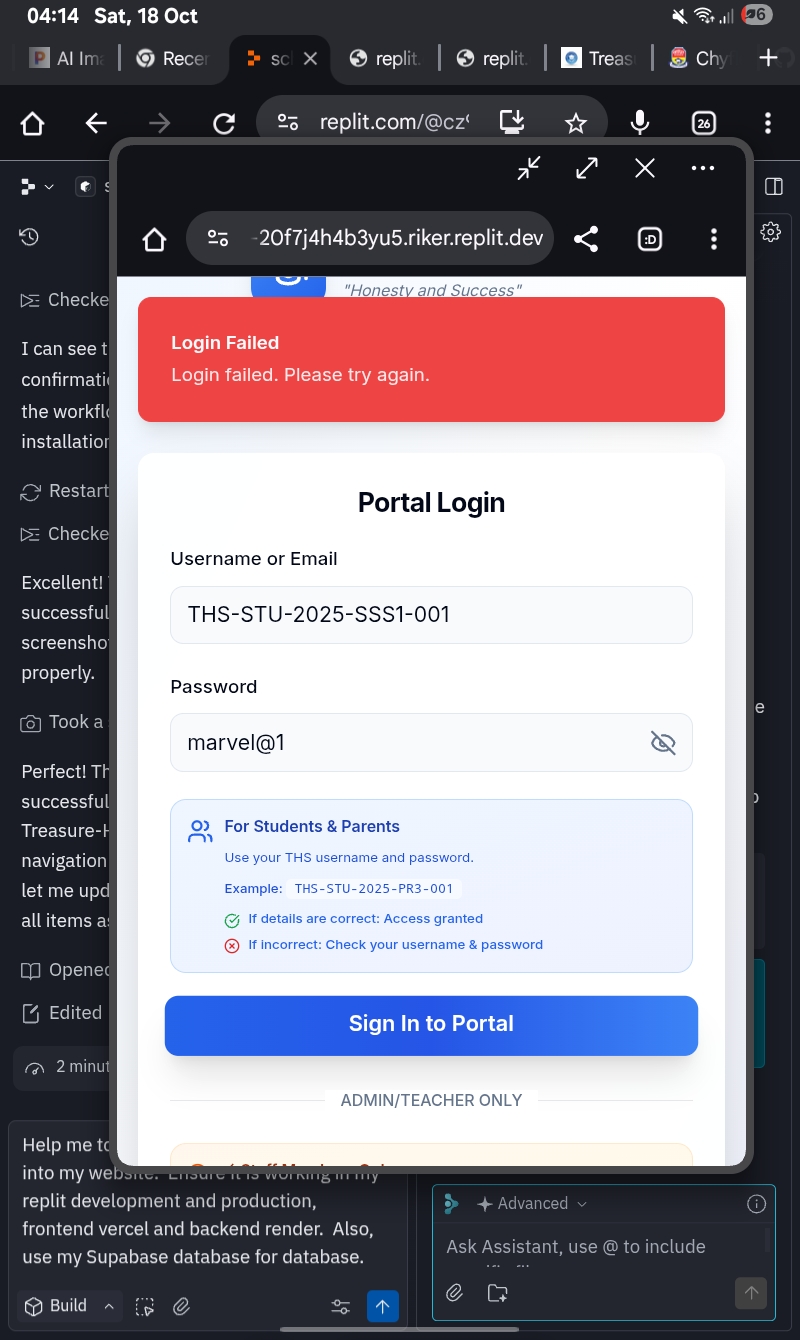 04:14 Sat, 18 Oct
6
AI Ima
Recer
scl
replit.
replit.
Treas
Chy
replit.com/@cz
26
-20f7j4h4b3yu5.riker.replit.dev
:D
"Honesty and Success"
Login Failed
Login failed. Please try again.
Portal Login
Username or Email
THS-STU-2025-SSS1-001
Password
marvel@1
For Students & Parents
Use your THS username and password.
Example: THS-STU-2025-PR3-001
If details are correct: Access granted
If incorrect: Check your username & password
Sign In to Portal
ADMIN/TEACHER ONLY
Checke
I can see t
confirmati
the workflo
installation
Restart
Checke
Excellent!
successful
screensho
properly.
Took a
Perfect! Th
successful
Treasure-H
navigation
let me upd
all items as
Opened
Edited
2 minut
Help me to
into my website. Ensure it is working in my
replit development and production,
frontend vercel and backend render. Also,
use my Supabase database for database.
Build
Advanced
Ask Assistant, use @ to include